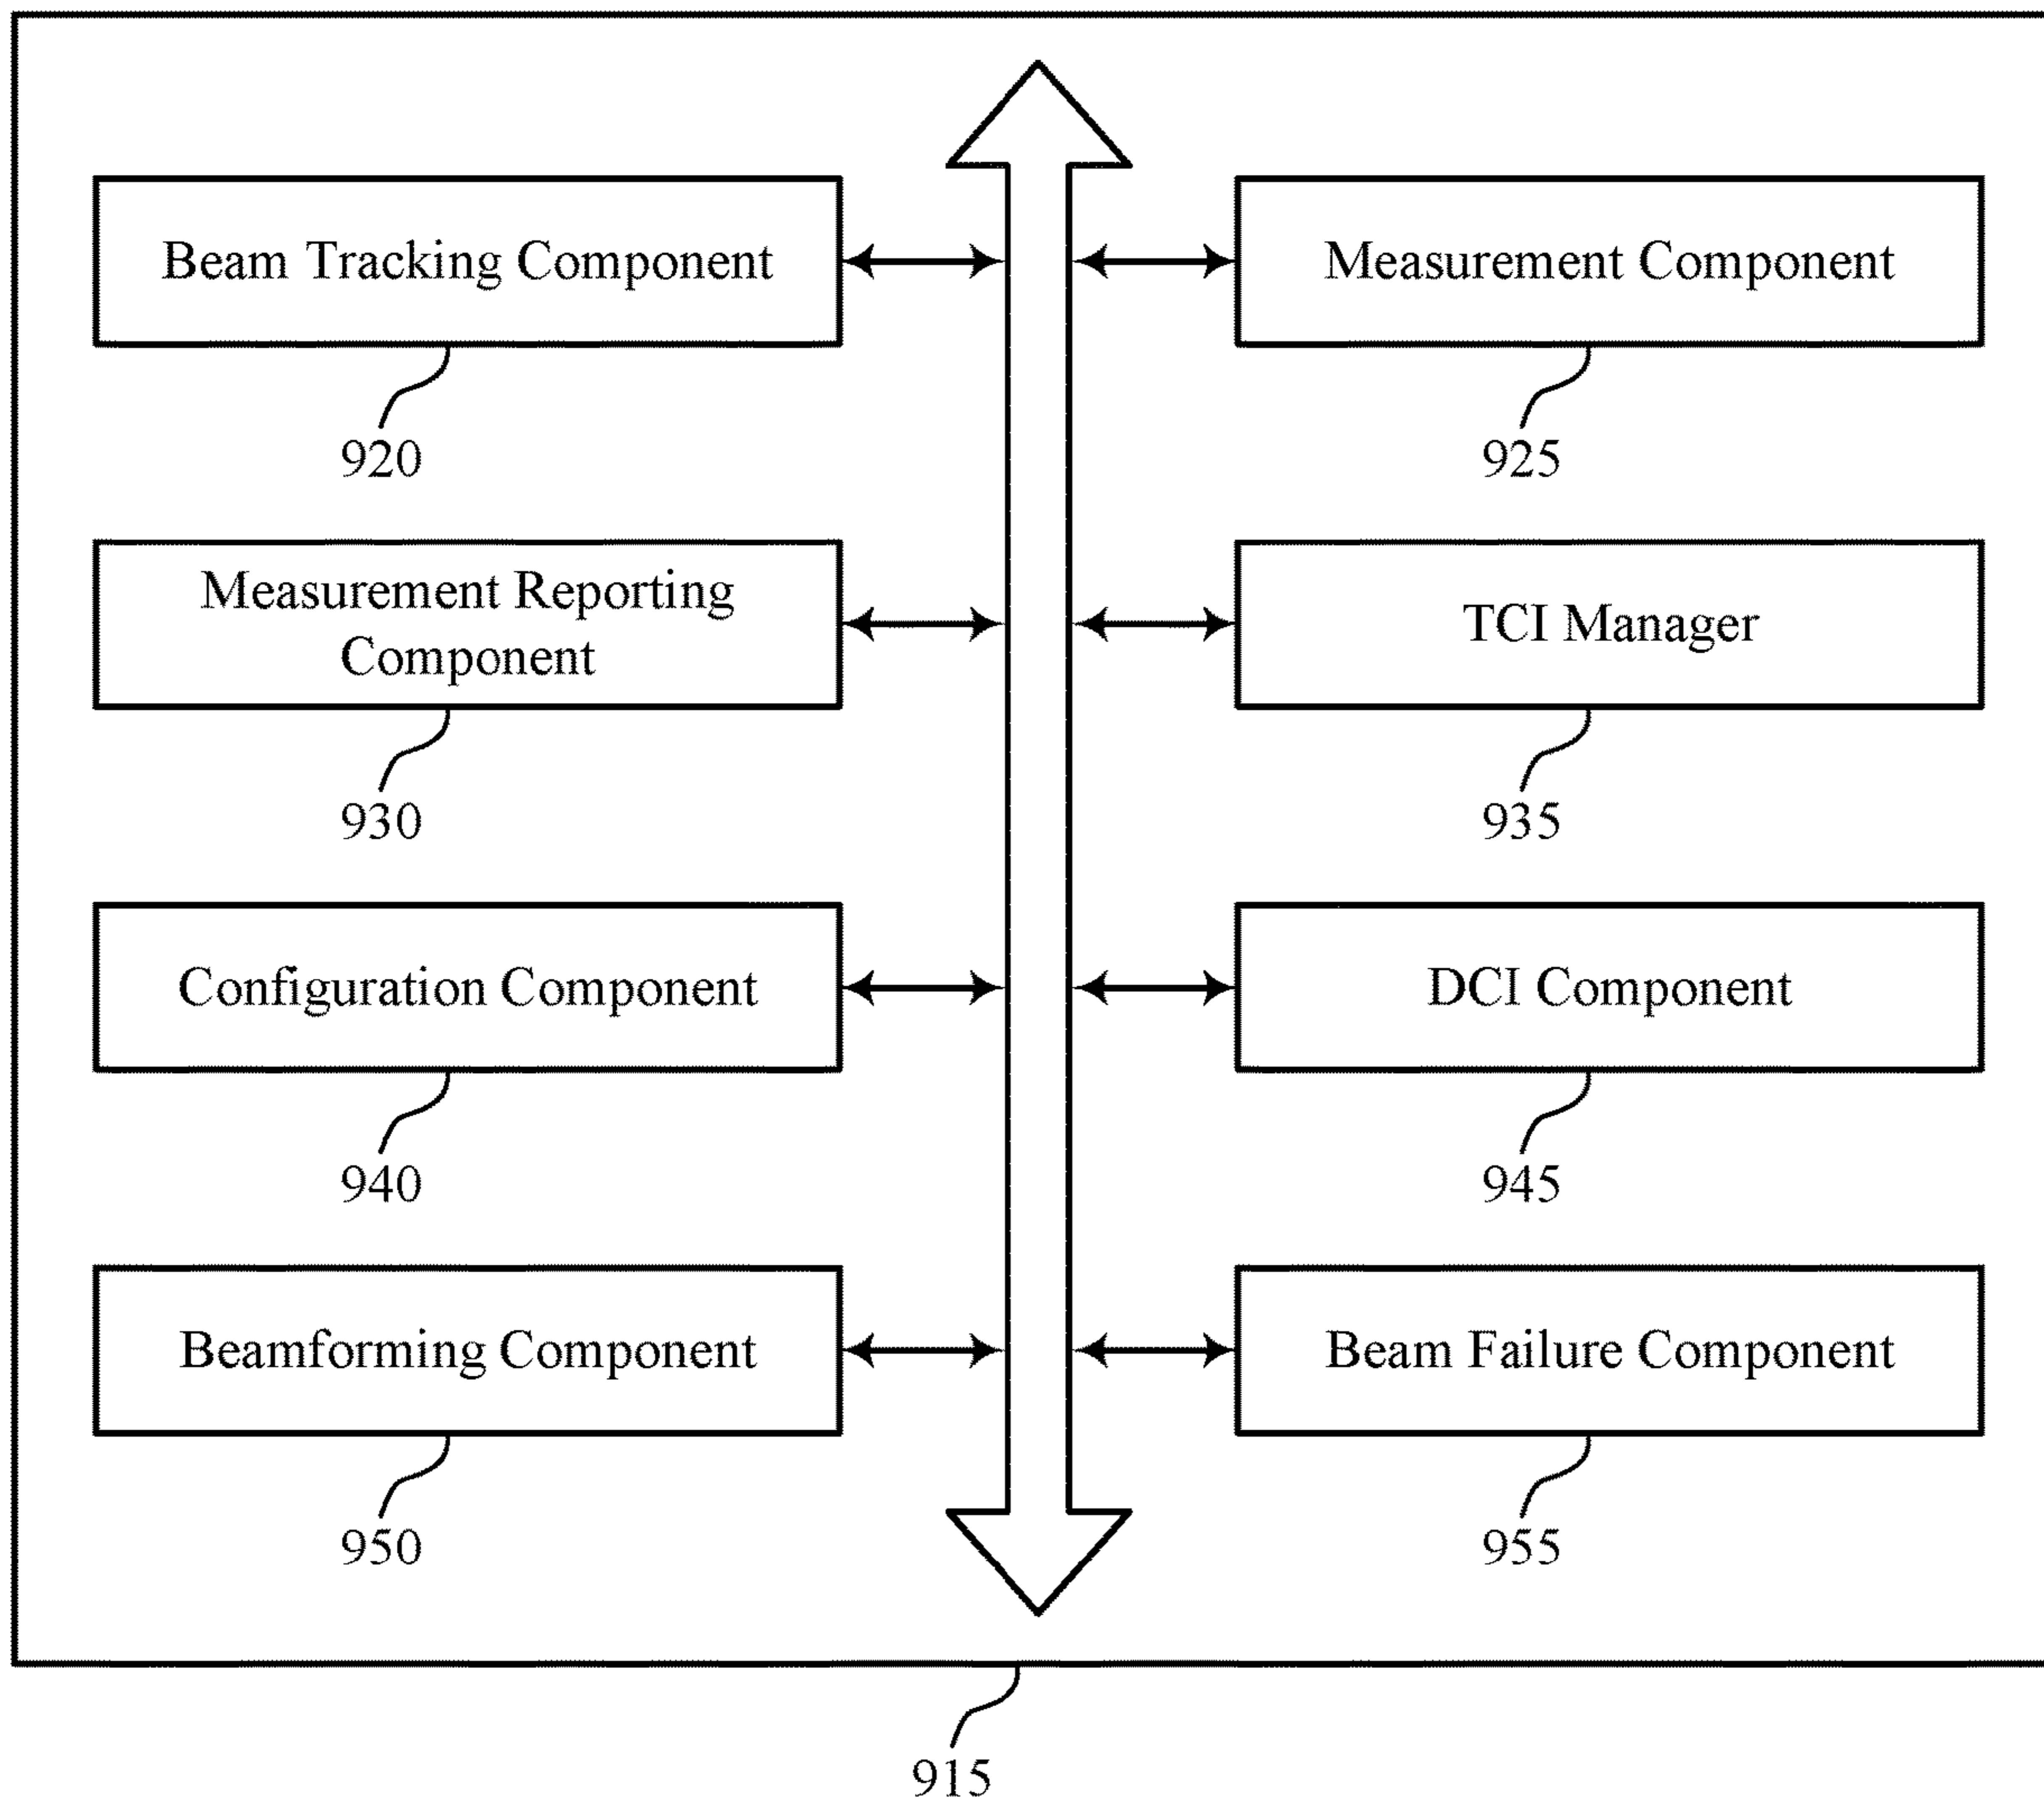 Beam Tracking Component
Measurement Component
920
925
Measurement Reporting
Component
TCI Manager
930
935
Configuration Component
DCI Component
940
945
Beamforming Component
Beam Failure Component
950
955
915